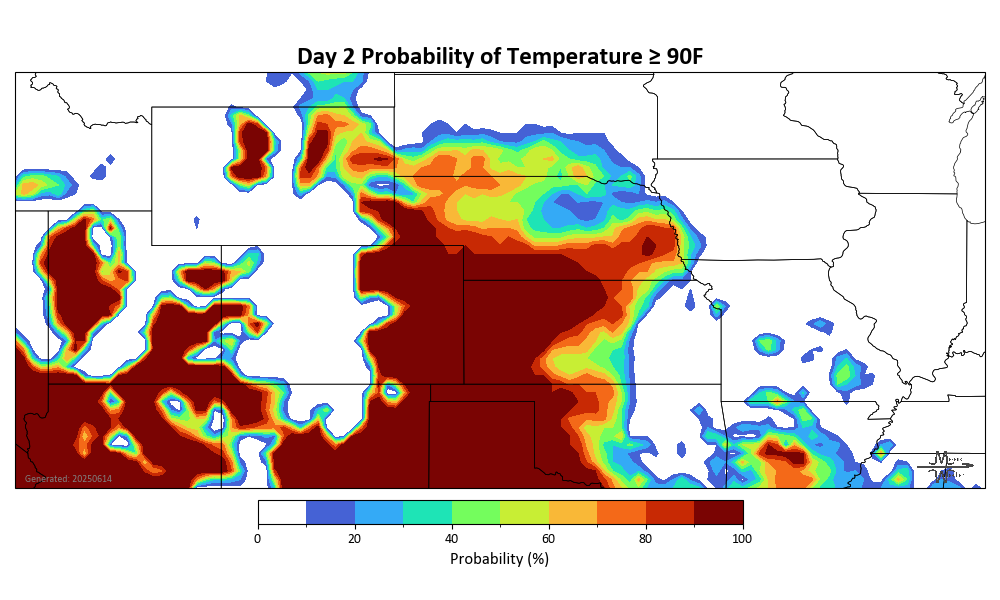 Day 2 Probability of Temperature ≥ 90F
Generated: 20250614
0 20 40 60 80 100
Probability (%)